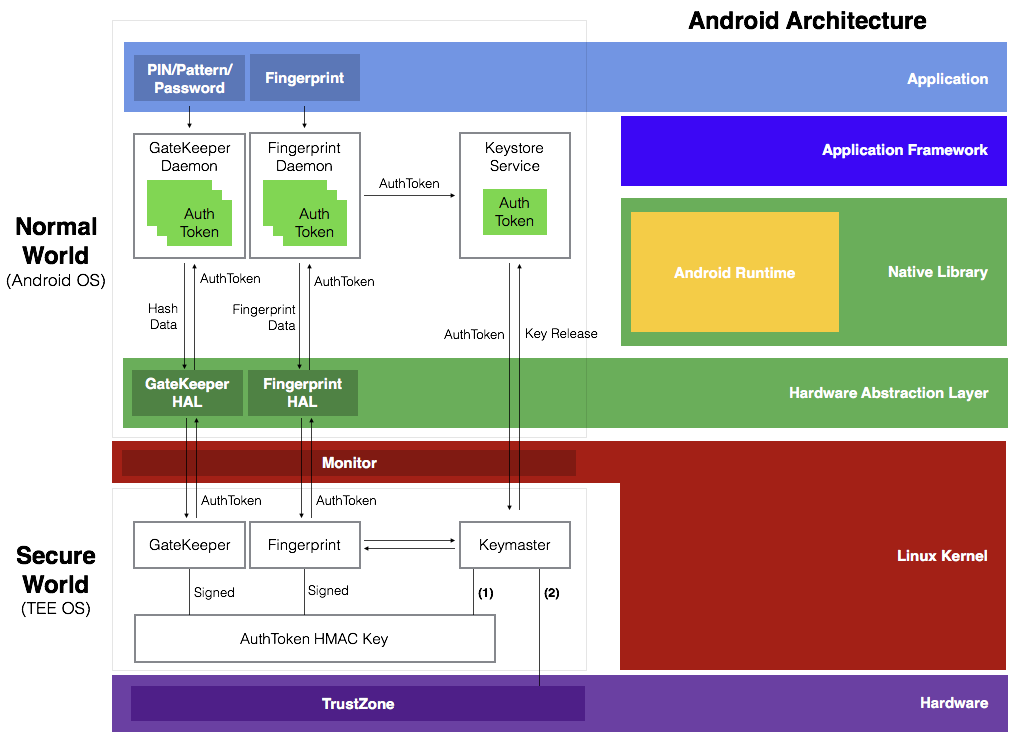 Android Architecture
PIN/Pattern/
Password
Fingerprint
Application
GateKeeper
Daemon
Auth
Token
Fingerprint
Daemon
Auth
Token
AuthToken
Keystore
Service
Auth
Token
Application Framework
Normal
World
(Android OS)
Android Runtime
Native Library
AuthToken
Hash
Data
AuthToken
Fingerprint
Data
AuthToken
Key Release
GateKeeper
HAL
Fingerprint
HAL
Hardware Abstraction Layer
Monitor
AuthToken
AuthToken
Secure
World
(TEE OS)
GateKeeper
Fingerprint
Keymaster
Linux Kernel
Signed
Signed
(1)
(2)
AuthToken HMAC Key
TrustZone
Hardware